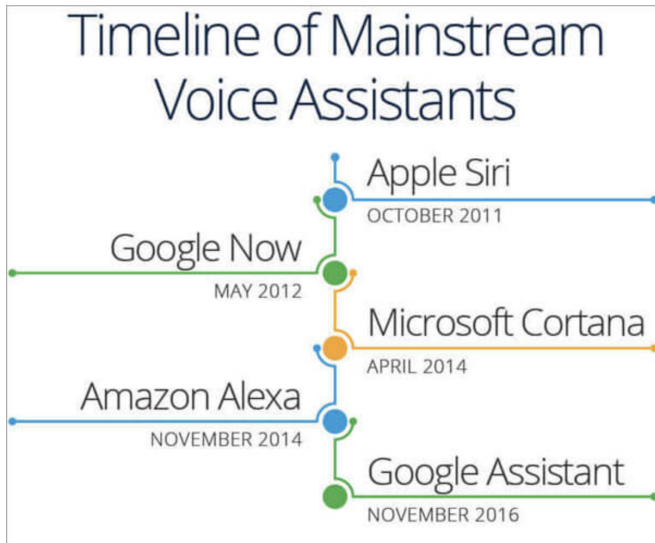 Timeline of Mainstream
Voice Assistants
Apple Siri
OCTOBER 2011
Google Now
MAY 2012
Microsoft Cortana
APRIL 2014
Amazon Alexa
NOVEMBER 2014
Google Assistant
NOVEMBER 2016